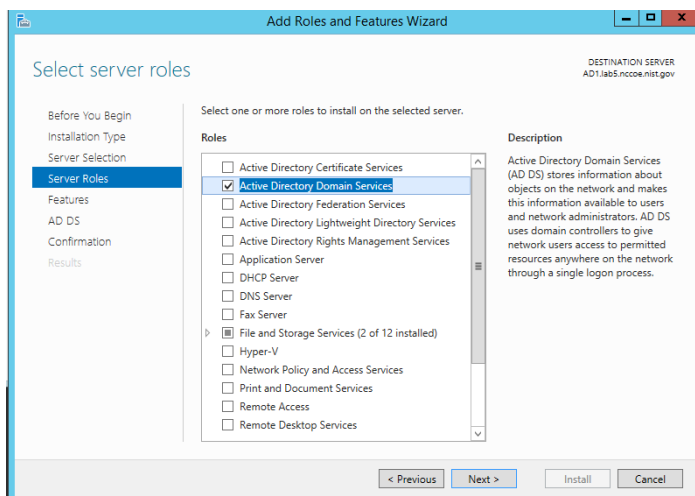 Add Roles and Features Wizard
Select server roles
DESTINATION SERVER
AD1.lab5.nccoe.nist.gov
Before You Begin
Installation Type
Server Selection
Server Roles
Features
AD DS
Confirmation
Results
Select one or more roles to install on the selected server.
Roles
Active Directory Certificate Services
Active Directory Domain Services
Active Directory Federation Services
Active Directory Lightweight Directory Services
Active Directory Rights Management Services
Application Server
DHCP Server
DNS Server
Fax Server
File and Storage Services (2 of 12 installed)
Hyper-V
Network Policy and Access Services
Print and Document Services
Remote Access
Remote Desktop Services
Description
Active Directory Domain Services
(AD DS) stores information about
objects on the network and makes
this information available to users
and network administrators. AD DS
uses domain controllers to give
network users access to permitted
resources anywhere on the network
through a single logon process.
< Previous
Next >
Install
Cancel